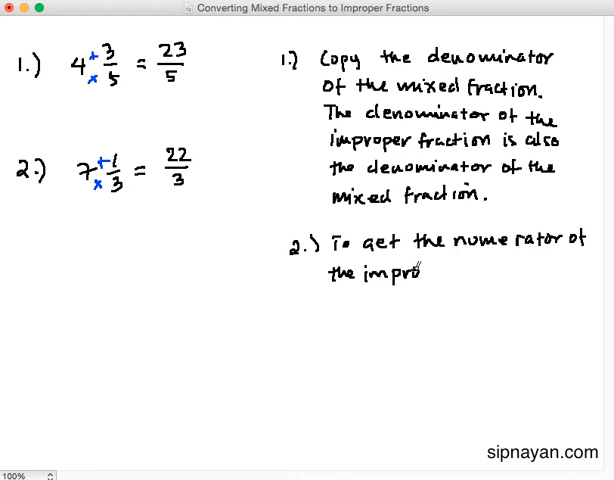 Converting Mixed Fractions to Improper Fractions
1.) 4 + 3/5 = 23/5
×
2.) 7 + 1/3 = 22/3
×
1.) Copy the denominator
of the mixed fraction.
The denominator of the
improper fraction is also
the denominator of the
mixed fraction.
2.) To get the numerator of
the impro
sipnayan.com
100%